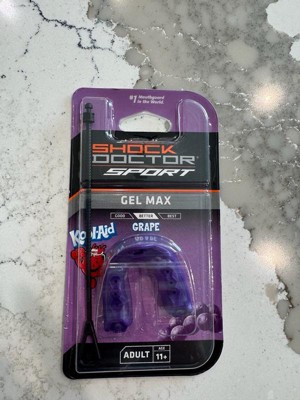 #1 Mouthguard
in the World
SHOCK
DOCTOR
SPORT
GEL MAX
GOOD BETTER BEST
Kool-Aid
GRAPE
ADULT AGE 11+